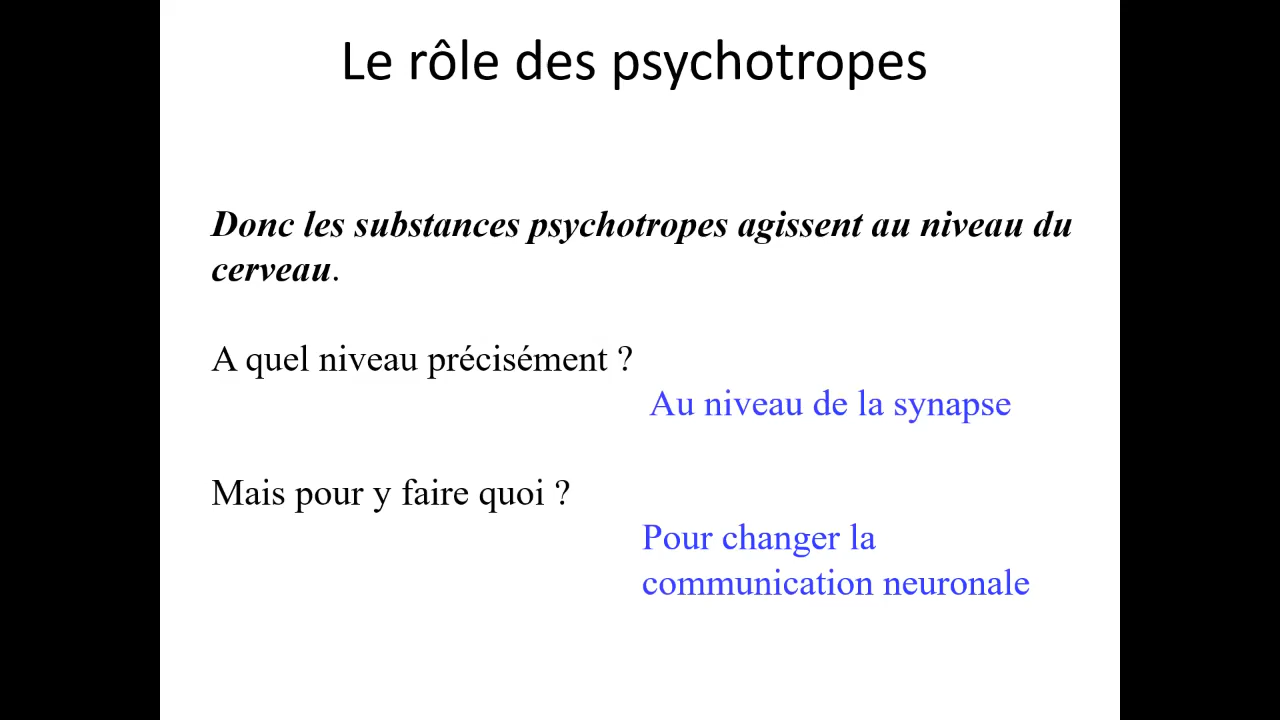 Le rôle des psychotropes
Donc les substances psychotropes agissent au niveau du
cerveau.
A quel niveau précisément ?
Au niveau de la synapse
Mais pour y faire quoi ?
Pour changer la
communication neuronale